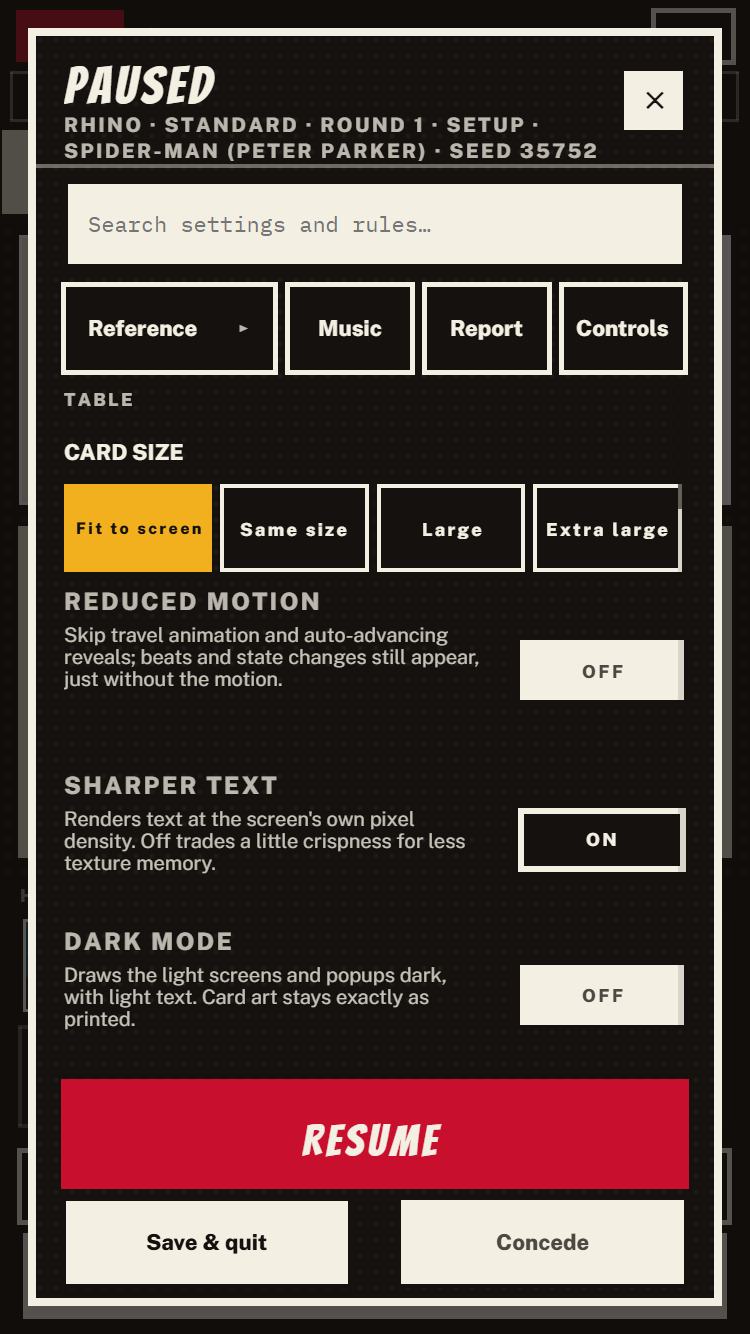 PAUSED
RHINO · STANDARD · ROUND 1 · SETUP ·
SPIDER-MAN (PETER PARKER) · SEED 35752
Search settings and rules…
Reference ► Music Report Controls
TABLE
CARD SIZE
Fit to screen Same size Large Extra large
REDUCED MOTION
Skip travel animation and auto-advancing
reveals; beats and state changes still appear,
just without the motion.
OFF
SHARPER TEXT
Renders text at the screen's own pixel
density. Off trades a little crispness for less
texture memory.
ON
DARK MODE
Draws the light screens and popups dark,
with light text. Card art stays exactly as
printed.
OFF
RESUME
Save & quit Concede